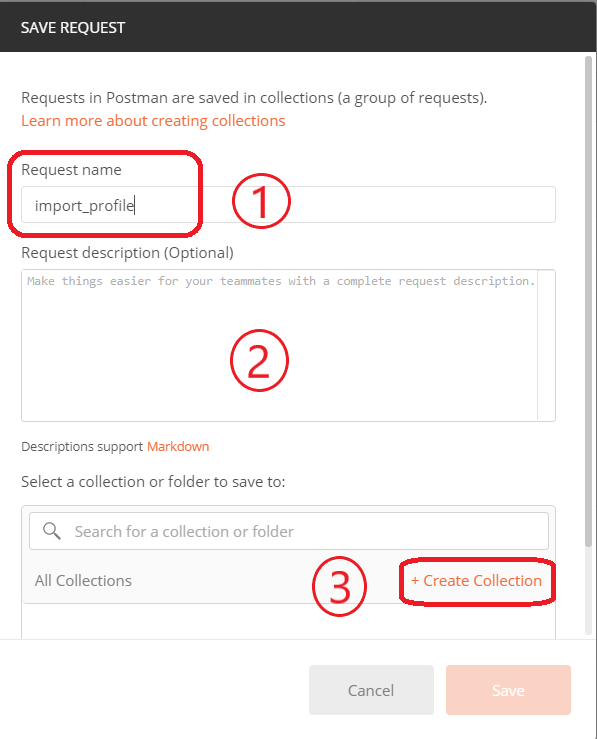 SAVE REQUEST
Requests in Postman are saved in collections (a group of requests).
Learn more about creating collections
Request name
import_profile
1
Request description (Optional)
Make things easier for your teammates with a complete request description.
2
Descriptions support Markdown
Select a collection or folder to save to:
Search for a collection or folder
All Collections
3
+ Create Collection
Cancel
Save